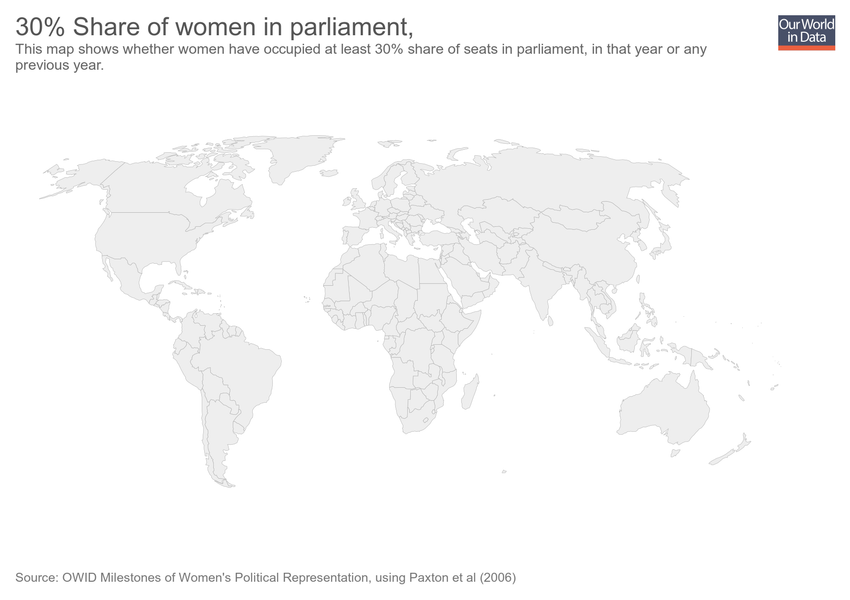 30% Share of women in parliament,
This map shows whether women have occupied at least 30% share of seats in parliament, in that year or any
previous year.
Our World
in Data
Source: OWID Milestones of Women's Political Representation, using Paxton et al (2006)